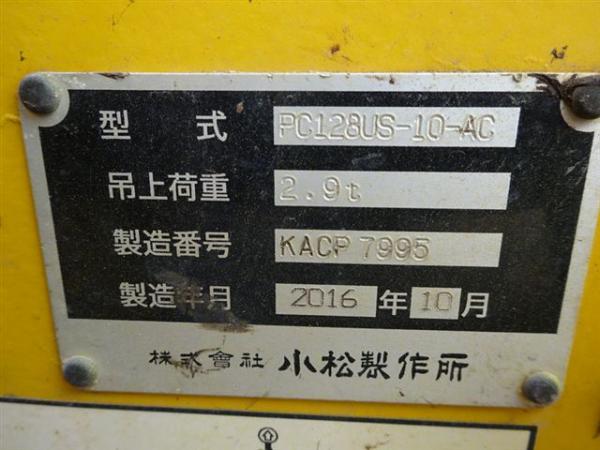 型 式 PC128US-10-AC
吊上荷重 2.9t
製造番号 KACP 7995
製造年月 2016 年 10 月
株式會社 小松製作所